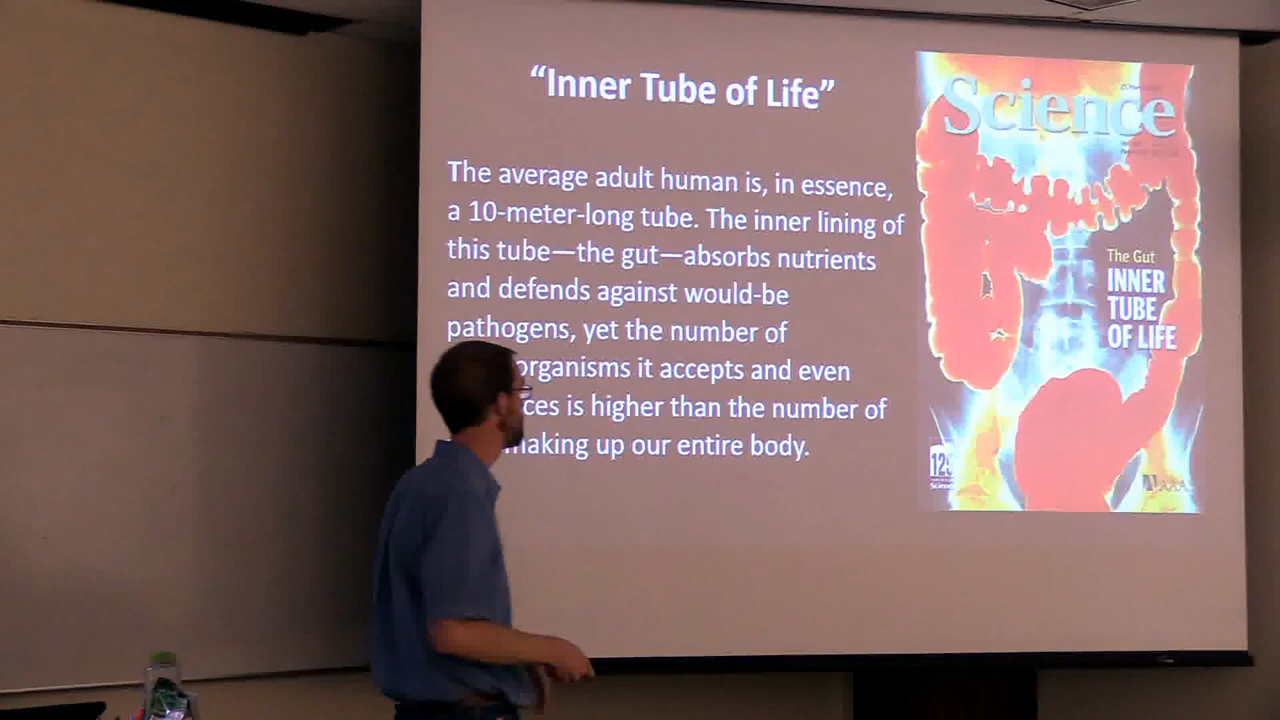 “Inner Tube of Life”
The average adult human is, in essence,
a 10-meter-long tube. The inner lining of
this tube—the gut—absorbs nutrients
and defends against would-be
pathogens, yet the number of
organisms it accepts and even
ces is higher than the number of
making up our entire body.
Science
The Gut
INNER
TUBE
OF LIFE
129
AAAS